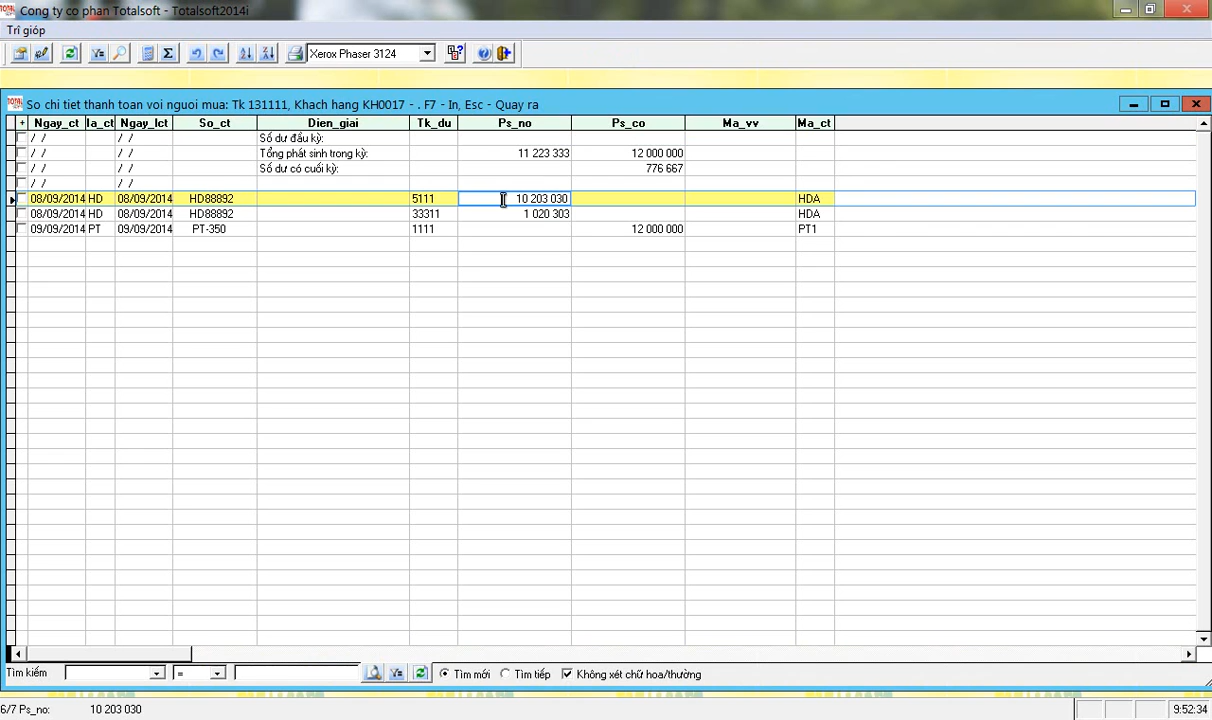 Công ty co phan Totalsoft - Totalsoft2014i
Trî gióp
Xerox Phaser 3124
So chi tiet thanh toan voi nguoi mua: Tk 131111, Khach hang KH0017 - . F7 - In, Esc - Quay ra
+ Ngay_ct la_ct Ngay_lct So_ct Dien_giai Tk_du Ps_no Ps_co Ma_vv Ma_ct
/ / / / Số dư đầu kỳ:
/ / / / Tổng phát sinh trong kỳ: 11 223 333 12 000 000
/ / / / Số dư có cuối kỳ: 776 667
/ / / /
08/09/2014 HD 08/09/2014 HD88892 5111 10 203 030 HDA
08/09/2014 HD 08/09/2014 HD88892 33311 1 020 303 HDA
09/09/2014 PT 09/09/2014 PT-350 1111 12 000 000 PT1
Tìm kiếm = Tìm mới Tìm tiếp Không xét chữ hoa/thường
6/7 Ps_no: 10 203 030 9:52:34